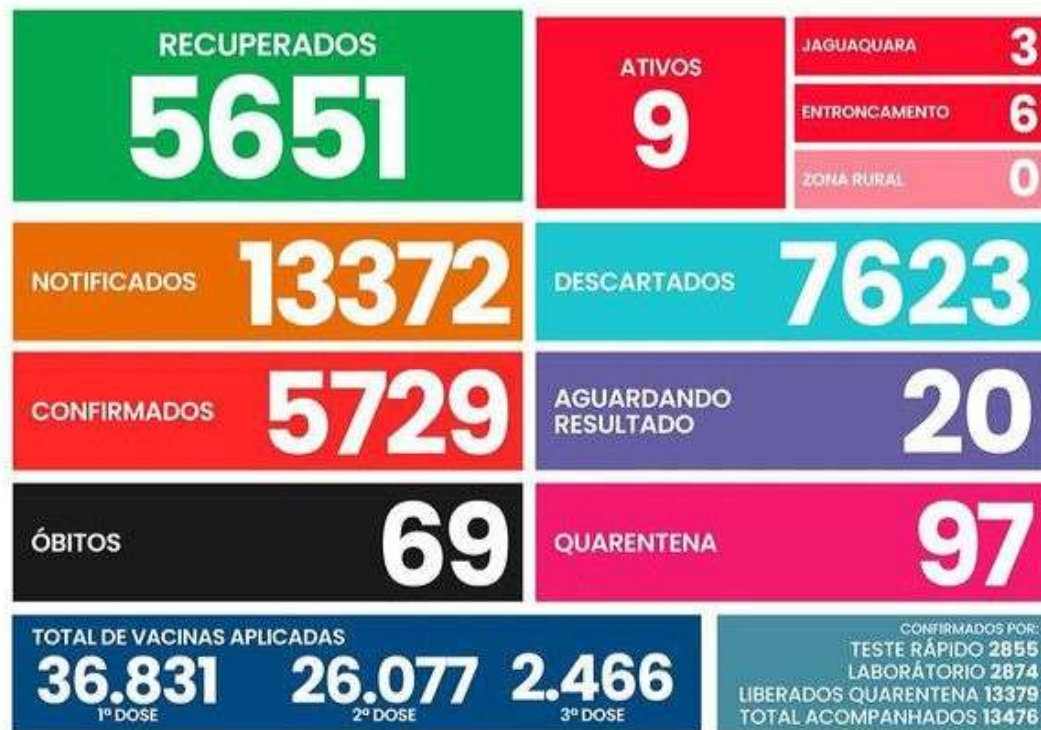 RECUPERADOS
5651
ATIVOS
9
JAGUAQUARA 3
ENTRONCAMENTO 6
ZONA RURAL 0
NOTIFICADOS 13372
DESCARTADOS 7623
CONFIRMADOS 5729
AGUARDANDO
RESULTADO 20
ÓBITOS 69
QUARENTENA 97
TOTAL DE VACINAS APLICADAS
36.831 26.077 2.466
1º DOSE 2º DOSE 3º DOSE
CONFIRMADOS POR:
TESTE RÁPIDO 2855
LABORÁTORIO 2874
LIBERADOS QUARENTENA 13379
TOTAL ACOMPANHADOS 13476